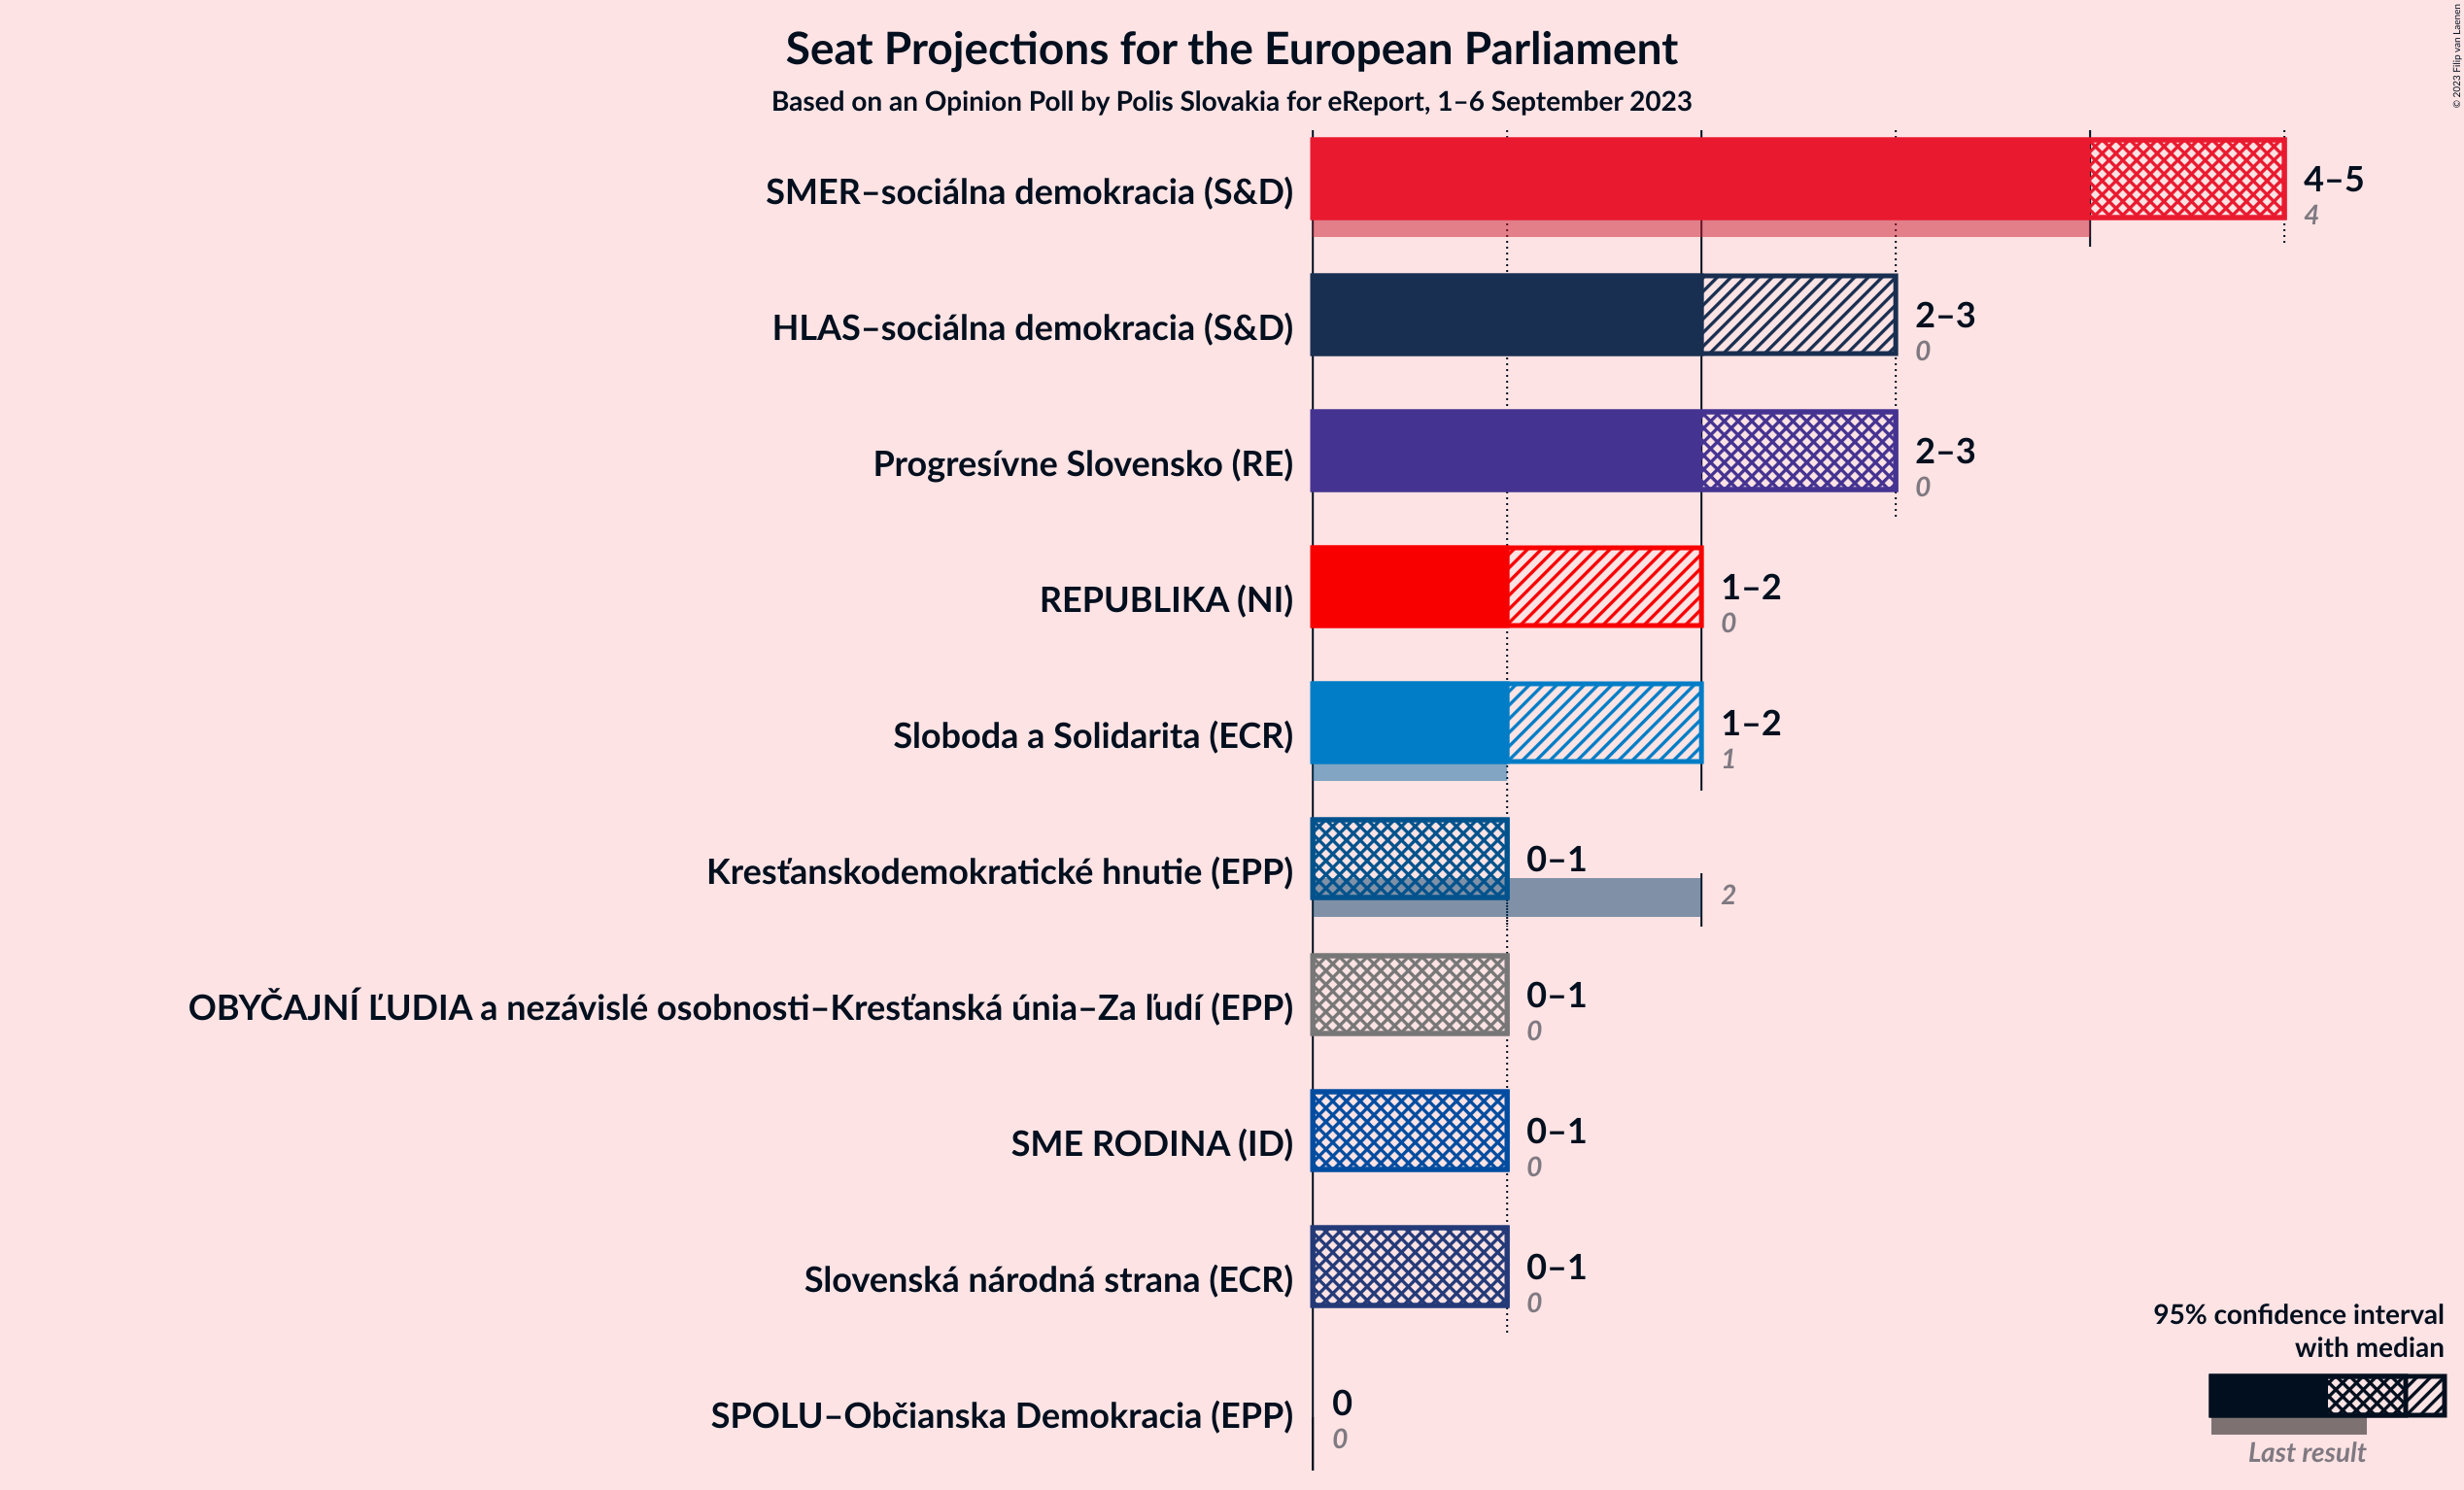 Seat Projections for the European Parliament
Based on an Opinion Poll by Polis Slovakia for eReport, 1–6 September 2023
© 2023 Filip van Laenen
SMER–sociálna demokracia (S&D)
4–5
4
HLAS–sociálna demokracia (S&D)
2–3
0
Progresívne Slovensko (RE)
2–3
0
REPUBLIKA (NI)
1–2
0
Sloboda a Solidarita (ECR)
1–2
1
Kresťanskodemokratické hnutie (EPP)
0–1
2
OBYČAJNÍ ĽUDIA a nezávislé osobnosti–Kresťanská únia–Za ľudí (EPP)
0–1
0
SME RODINA (ID)
0–1
0
Slovenská národná strana (ECR)
0–1
0
SPOLU–Občianska Demokracia (EPP)
0
0
95% confidence interval
with median
Last result